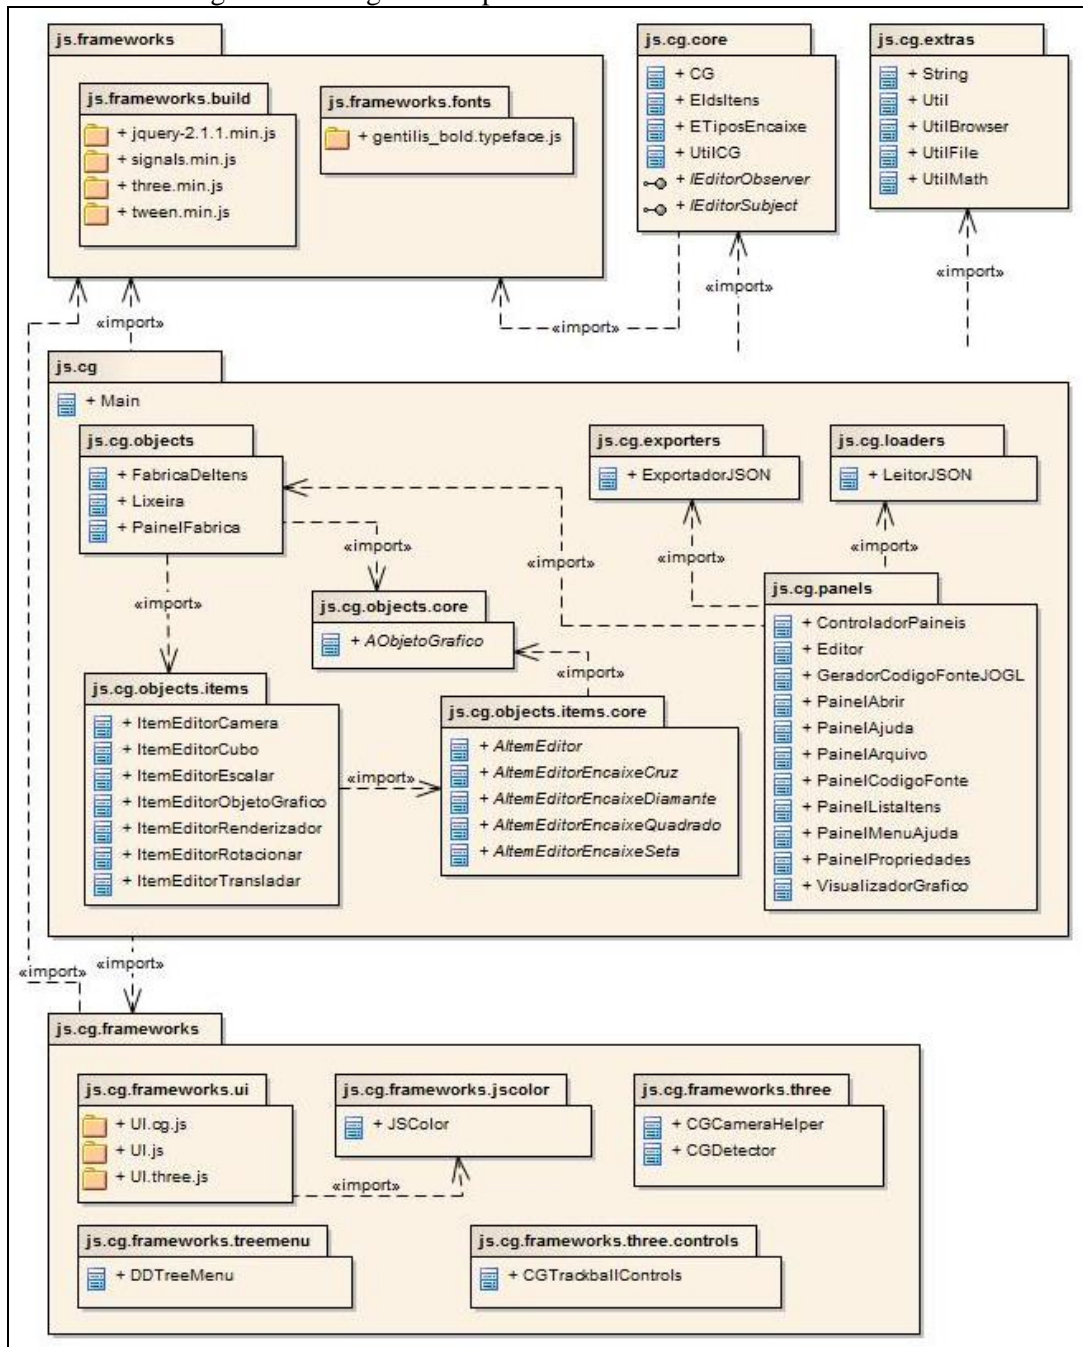 js.frameworks
js.frameworks.build
+ jquery-2.1.1.min.js
+ signals.min.js
+ three.min.js
+ tween.min.js
js.frameworks.fonts
+ gentilis_bold.typeface.js
js.cg.core
+ CG
+ EIdsItens
+ ETiposEncaixe
+ UtilCG
+ IEditorObserver
+ IEditorSubject
js.cg.extras
+ String
+ Util
+ UtilBrowser
+ UtilFile
+ UtilMath
«import»
«import»
«import»
«import»
js.cg
+ Main
js.cg.objects
+ FabricaDeItens
+ Lixeira
+ PainelFabrica
js.cg.exporters
+ ExportadorJSON
js.cg.loaders
+ LeitorJSON
«import»
«import»
«import»
«import»
«import»
js.cg.objects.core
+ AObjetoGrafico
js.cg.panels
+ ControladorPaineis
+ Editor
+ GeradorCodigoFonteJOGL
+ PainelAbrir
+ PainelAjuda
+ PainelArquivo
+ PainelCodigoFonte
+ PainelListaItens
+ PainelMenuAjuda
+ PainelPropriedades
+ VisualizadorGrafico
«import»
js.cg.objects.items
+ ItemEditorCamera
+ ItemEditorCubo
+ ItemEditorEscalar
+ ItemEditorObjetoGrafico
+ ItemEditorRenderizador
+ ItemEditorRotacionar
+ ItemEditorTransladar
«import»
js.cg.objects.items.core
+ AItemEditor
+ AItemEditorEncaixeCruz
+ AItemEditorEncaixeDiamante
+ AItemEditorEncaixeQuadrado
+ AItemEditorEncaixeSeta
«import»
«import»
js.cg.frameworks
js.cg.frameworks.ui
+ UI.cg.js
+ UI.js
+ UI.three.js
js.cg.frameworks.jscolor
+ JSColor
js.cg.frameworks.three
+ CGCameraHelper
+ CGDetector
«import»
js.cg.frameworks.treemenu
+ DDTreeMenu
js.cg.frameworks.three.controls
+ CGTrackballControls